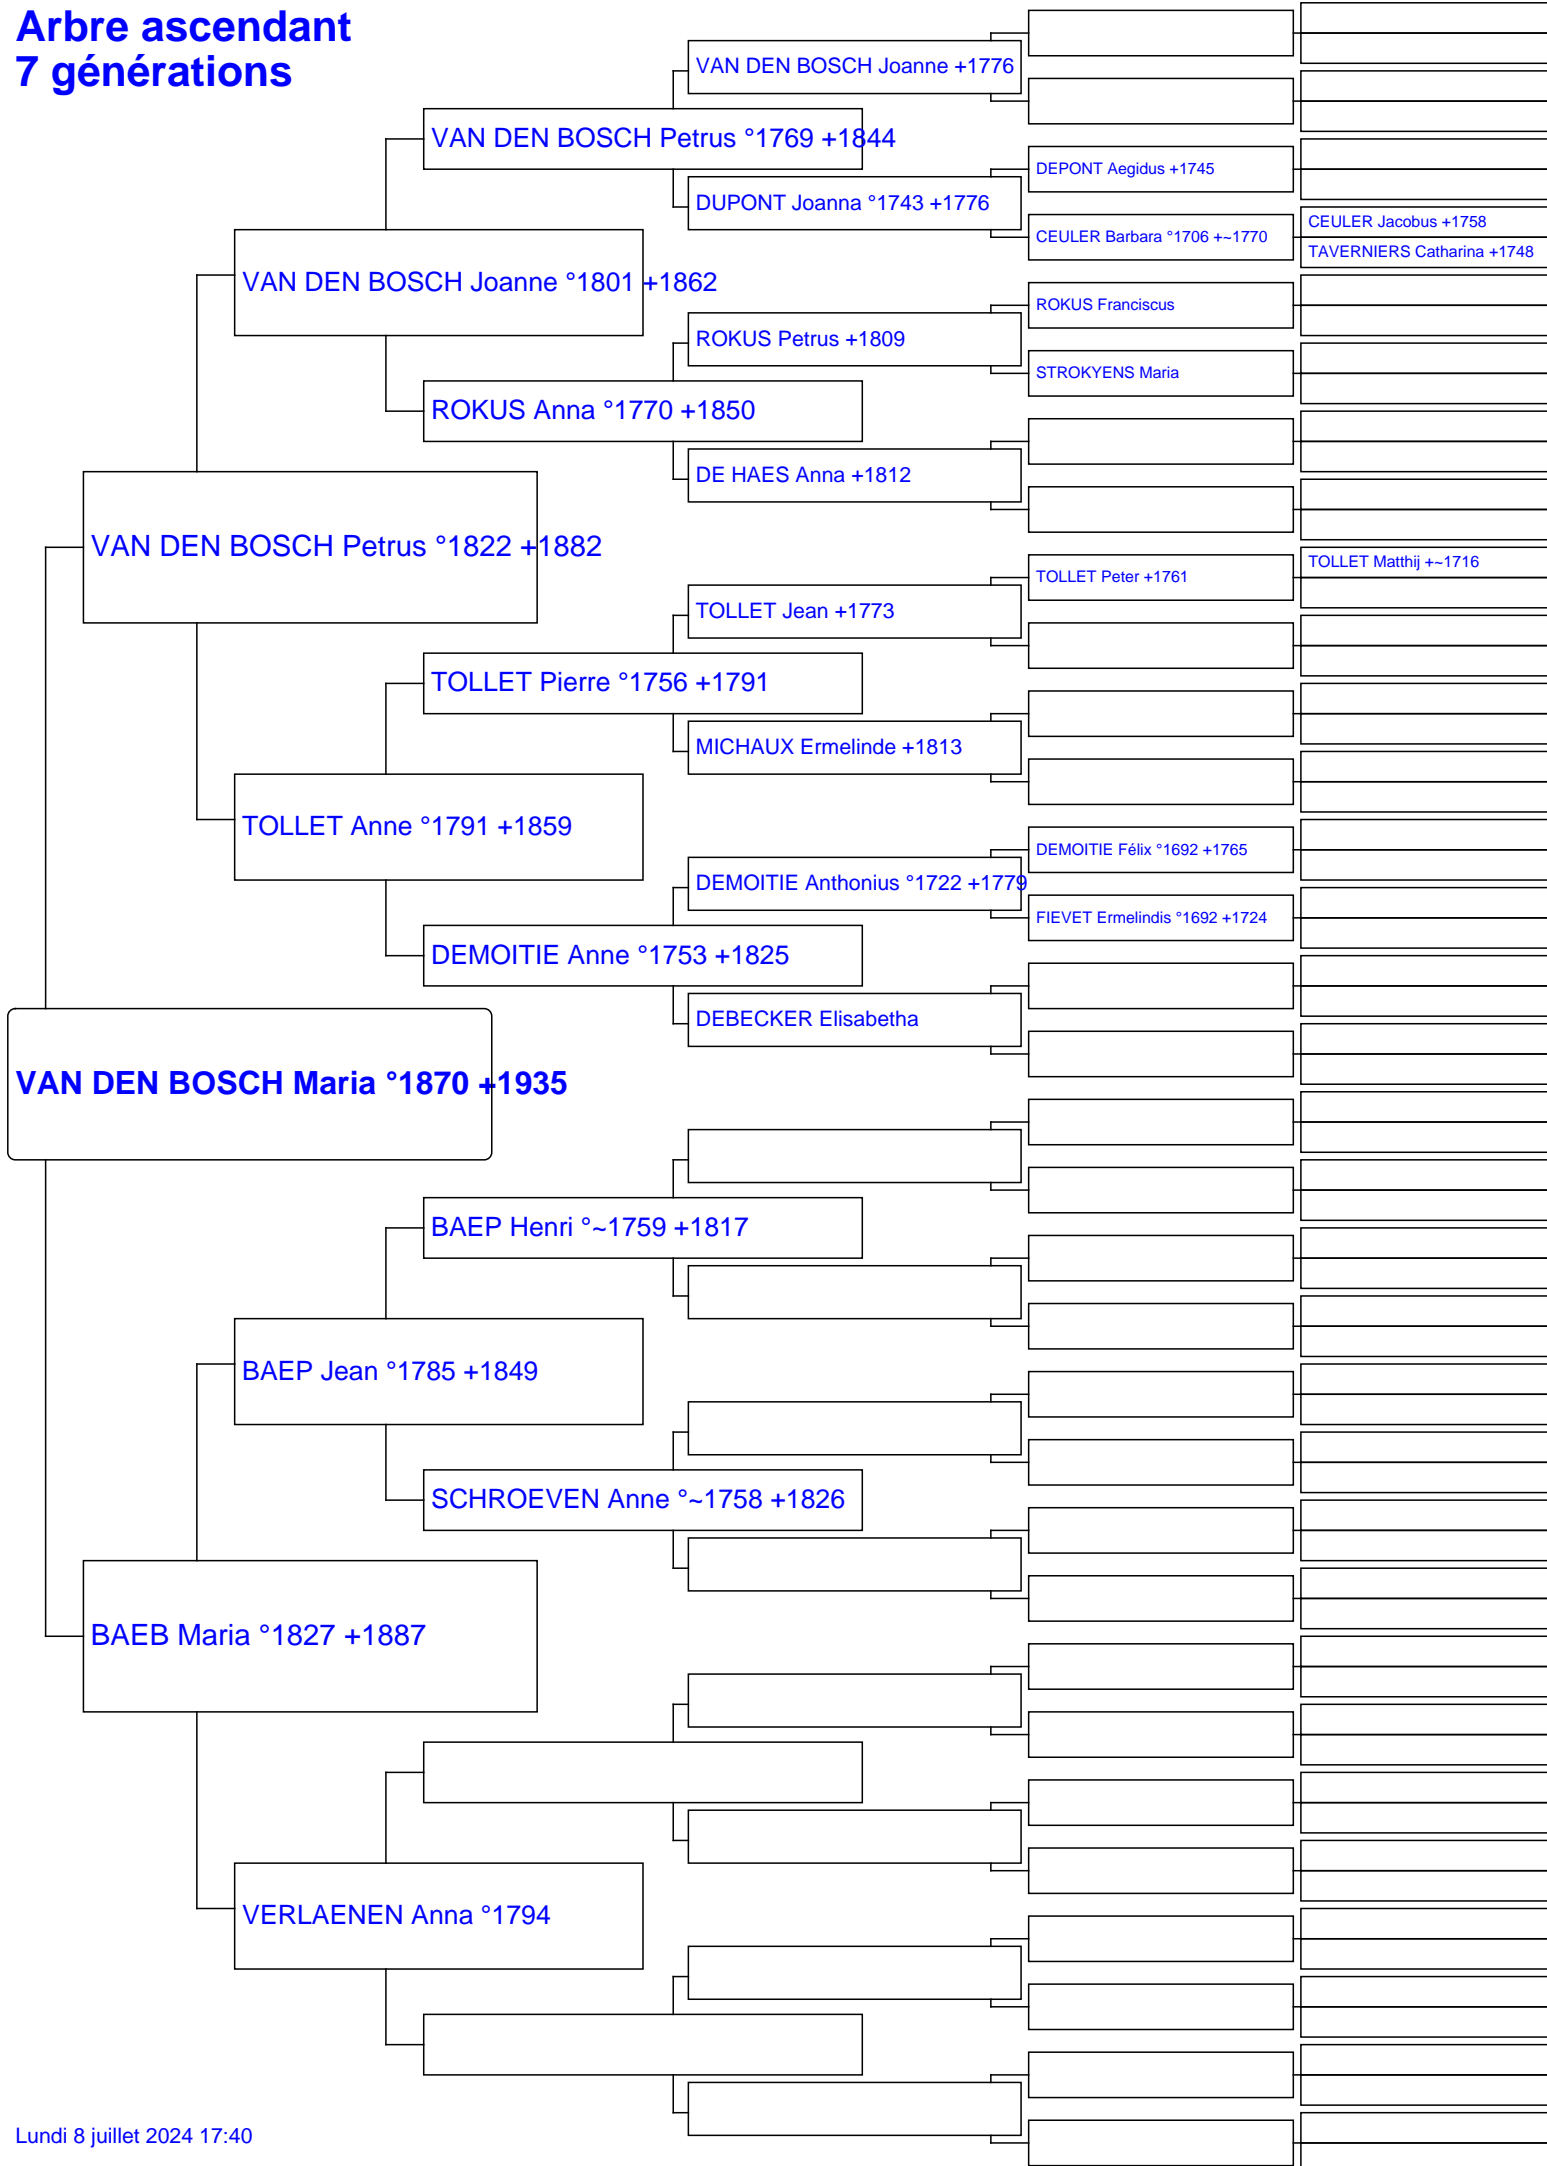 Arbre ascendant
7 générations
VAN DEN BOSCH Joanne +1776
VAN DEN BOSCH Petrus °1769 +1844
DEPONT Aegidus +1745
DUPONT Joanna °1743 +1776
CEULER Jacobus +1758
CEULER Barbara °1706 +~1770
TAVERNIERS Catharina +1748
VAN DEN BOSCH Joanne °1801 +1862
ROKUS Franciscus
ROKUS Petrus +1809
STROKYENS Maria
ROKUS Anna °1770 +1850
DE HAES Anna +1812
VAN DEN BOSCH Petrus °1822 +1882
TOLLET Matthij +~1716
TOLLET Peter +1761
TOLLET Jean +1773
TOLLET Pierre °1756 +1791
MICHAUX Ermelinde +1813
TOLLET Anne °1791 +1859
DEMOITIE Félix °1692 +1765
DEMOITIE Anthonius °1722 +1779
FIEVET Ermelindis °1692 +1724
DEMOITIE Anne °1753 +1825
DEBECKER Elisabetha
VAN DEN BOSCH Maria °1870 +1935
BAEP Henri °~1759 +1817
BAEP Jean °1785 +1849
SCHROEVEN Anne °~1758 +1826
BAEB Maria °1827 +1887
VERLAENEN Anna °1794
Lundi 8 juillet 2024 17:40